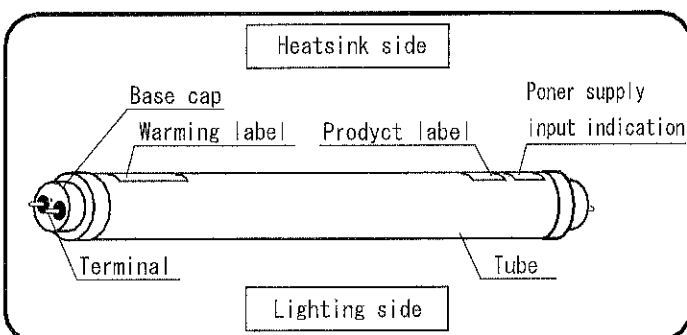 Heatsink side
Base cap
Warming label
Prodyct label
Poner supply
input indication
Terminal
Tube
Lighting side